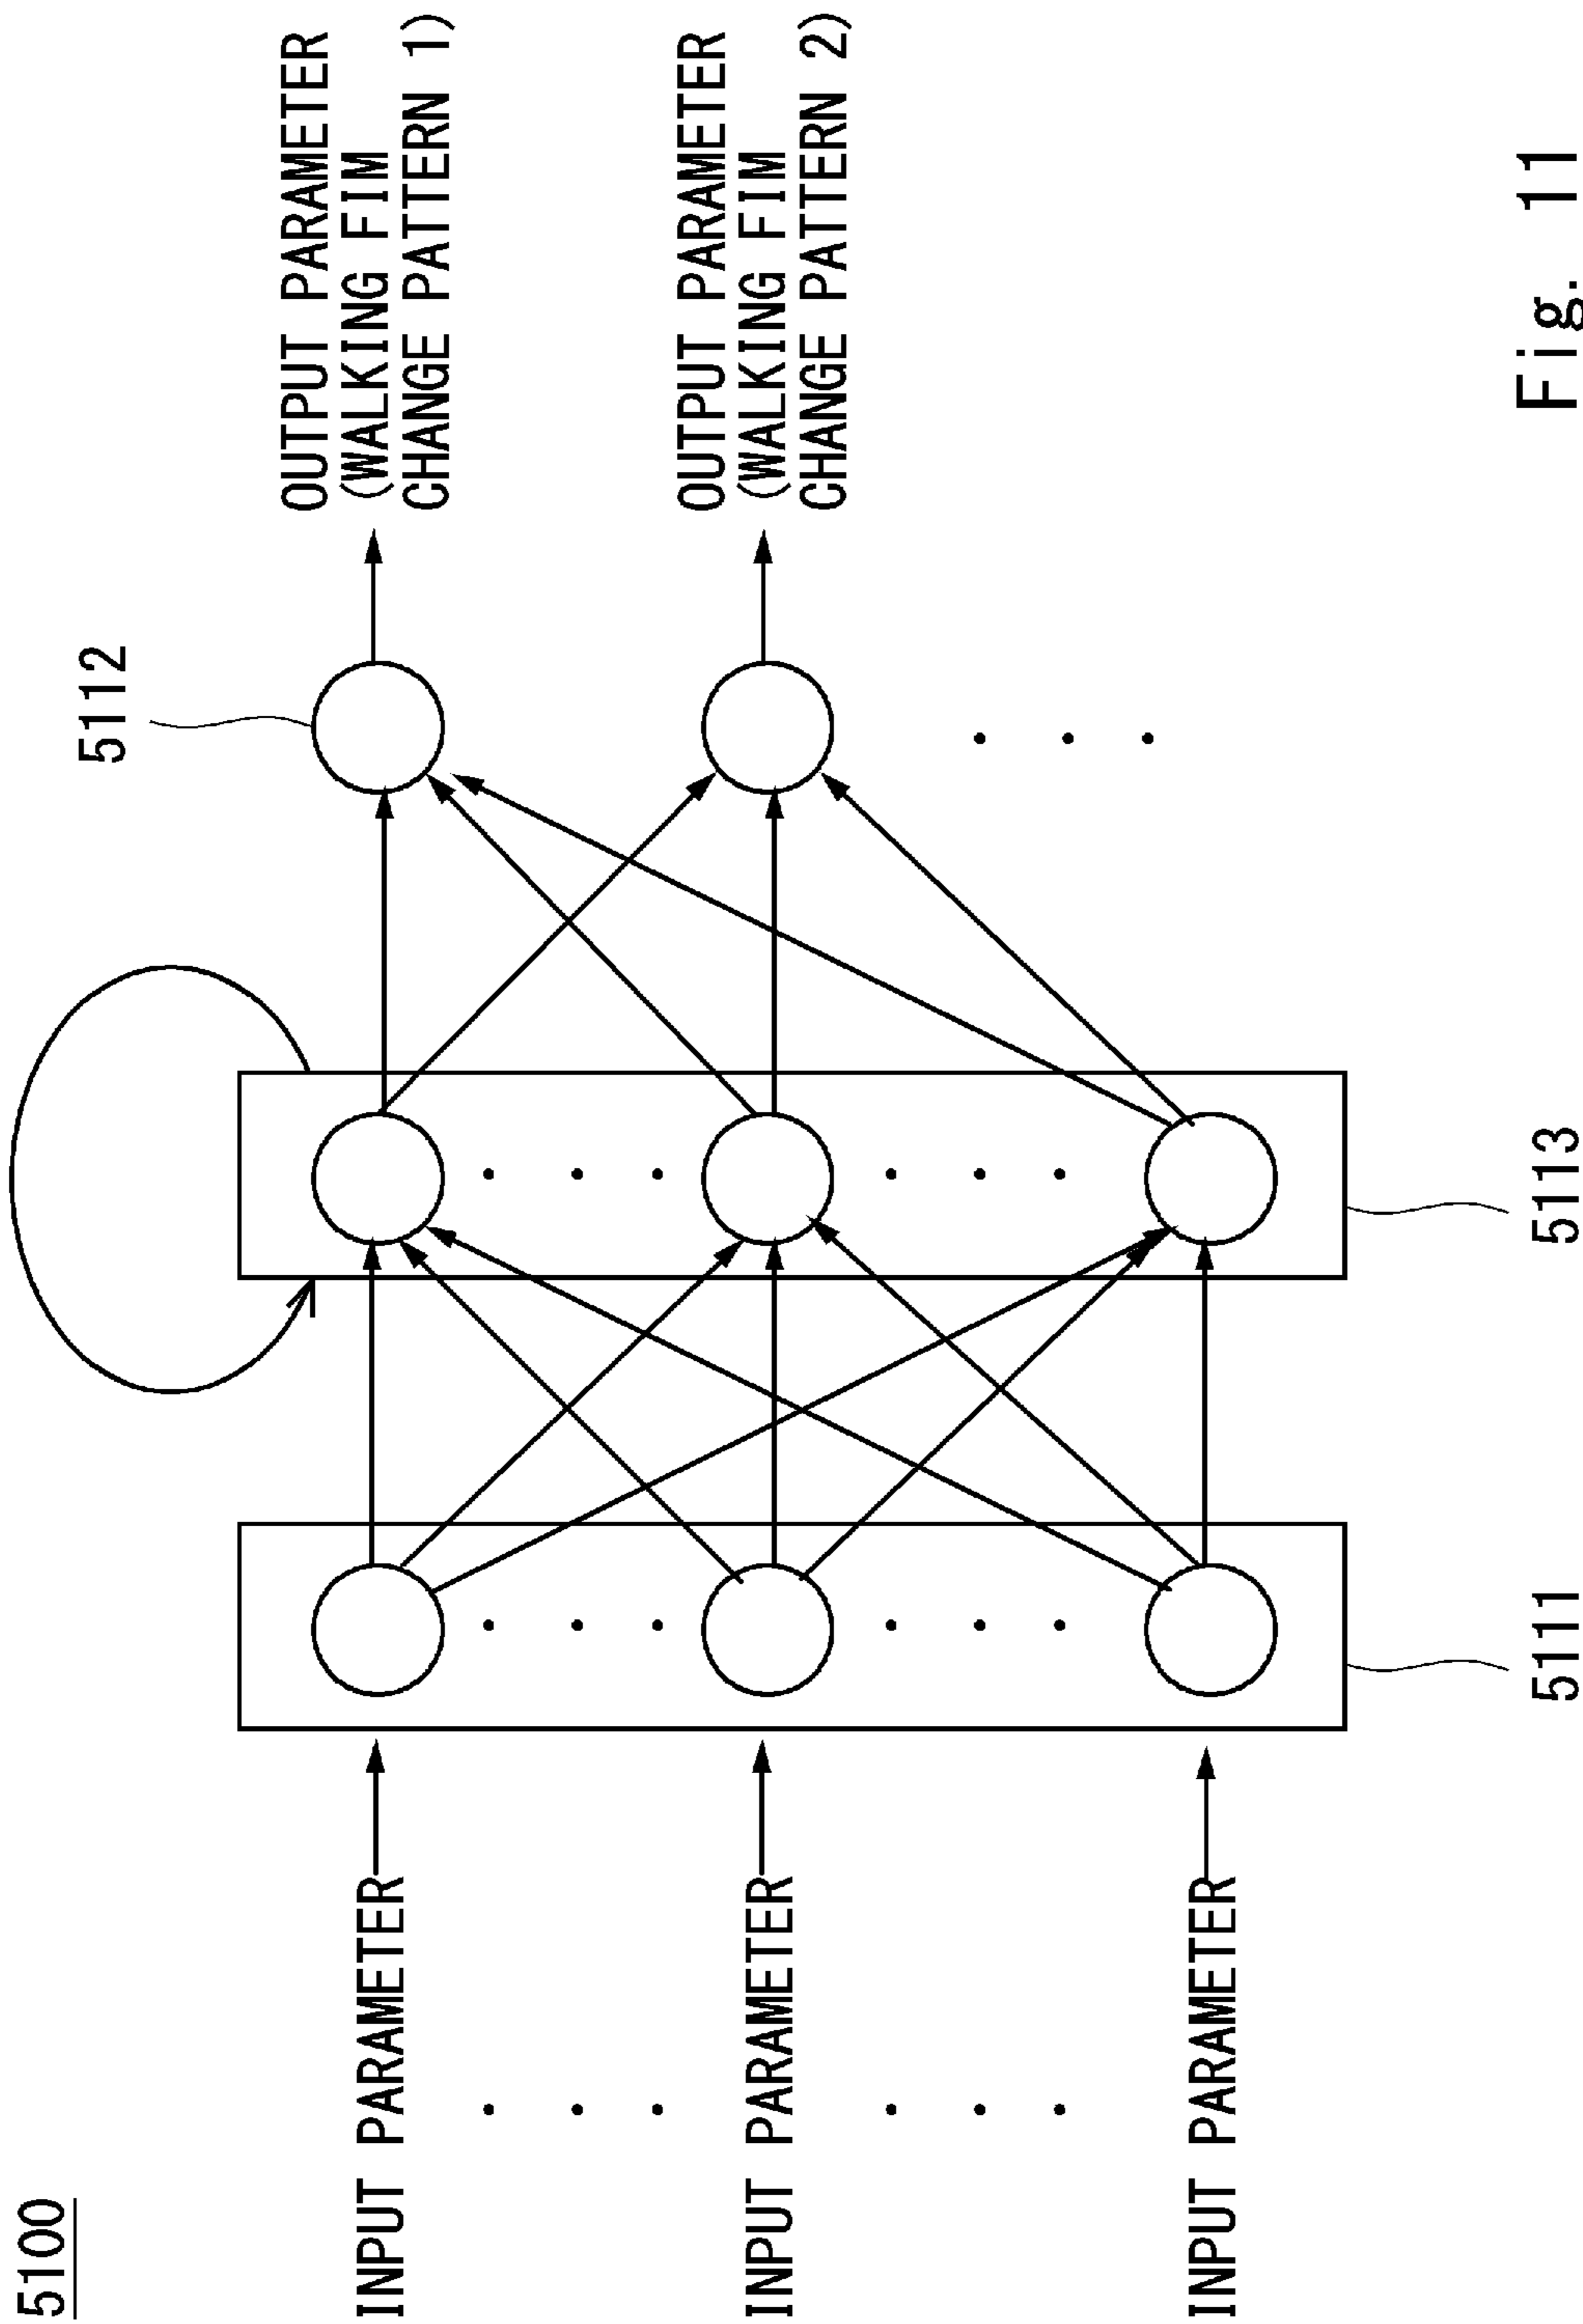 5100
INPUT PARAMETER
INPUT PARAMETER
INPUT PARAMETER
5111
5113
5112
OUTPUT PARAMETER
(WALKING FIM
CHANGE PATTERN 1)
OUTPUT PARAMETER
(WALKING FIM
CHANGE PATTERN 2)
Fig. 11